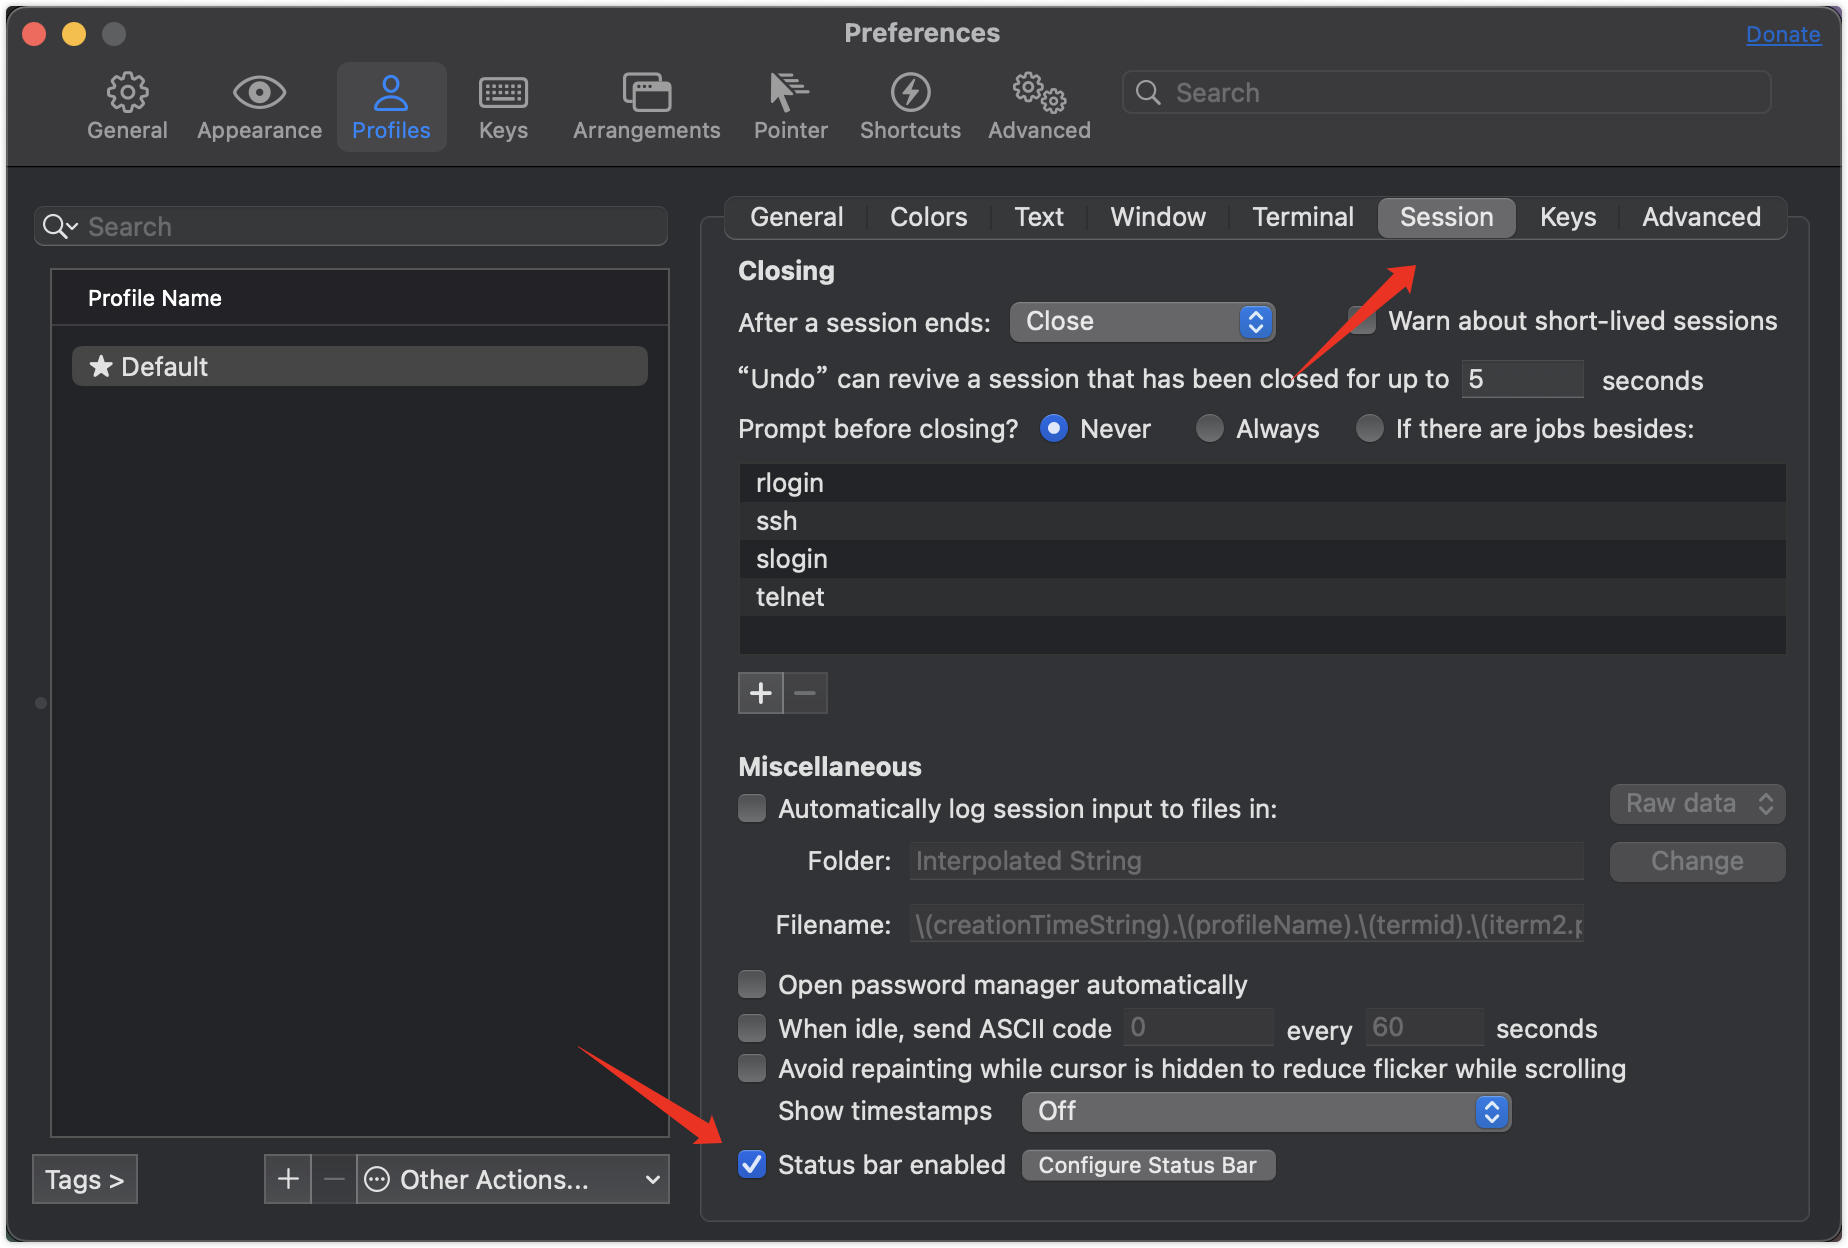 Preferences
Donate
General Appearance Profiles Keys Arrangements Pointer Shortcuts Advanced
Search
Search
Profile Name
Default
Tags >
Other Actions...
General Colors Text Window Terminal Session Keys Advanced
Closing
After a session ends: Close Warn about short-lived sessions
“Undo” can revive a session that has been closed for up to 5 seconds
Prompt before closing? Never Always If there are jobs besides:
rlogin
ssh
slogin
telnet
Miscellaneous
Automatically log session input to files in: Raw data
Folder: Interpolated String Change
Filename: \(creationTimeString).\(profileName).\(termid).\(iterm2.p
Open password manager automatically
When idle, send ASCII code 0 every 60 seconds
Avoid repainting while cursor is hidden to reduce flicker while scrolling
Show timestamps Off
Status bar enabled Configure Status Bar